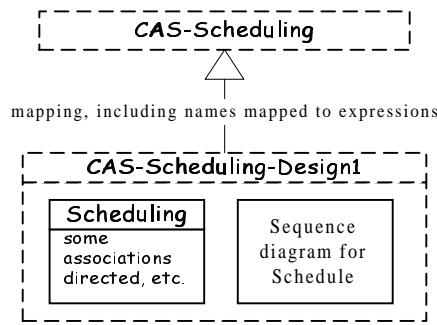 CAS-Scheduling
mapping, including names mapped to expressions
CAS-Scheduling-Design1
Scheduling
some
associations
directed, etc.
Sequence
diagram for
Schedule